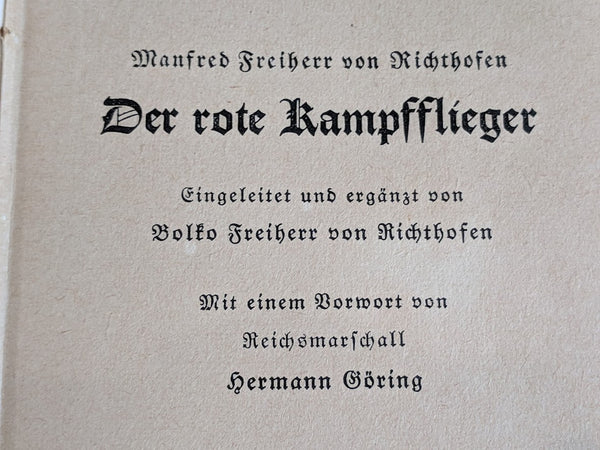 Manfred Freiherr von Richthofen
Der rote Kampfflieger
Eingeleitet und ergänzt von
Bolko Freiherr von Richthofen
Mit einem Vorwort von
Reichsmarſchall
Hermann Göring